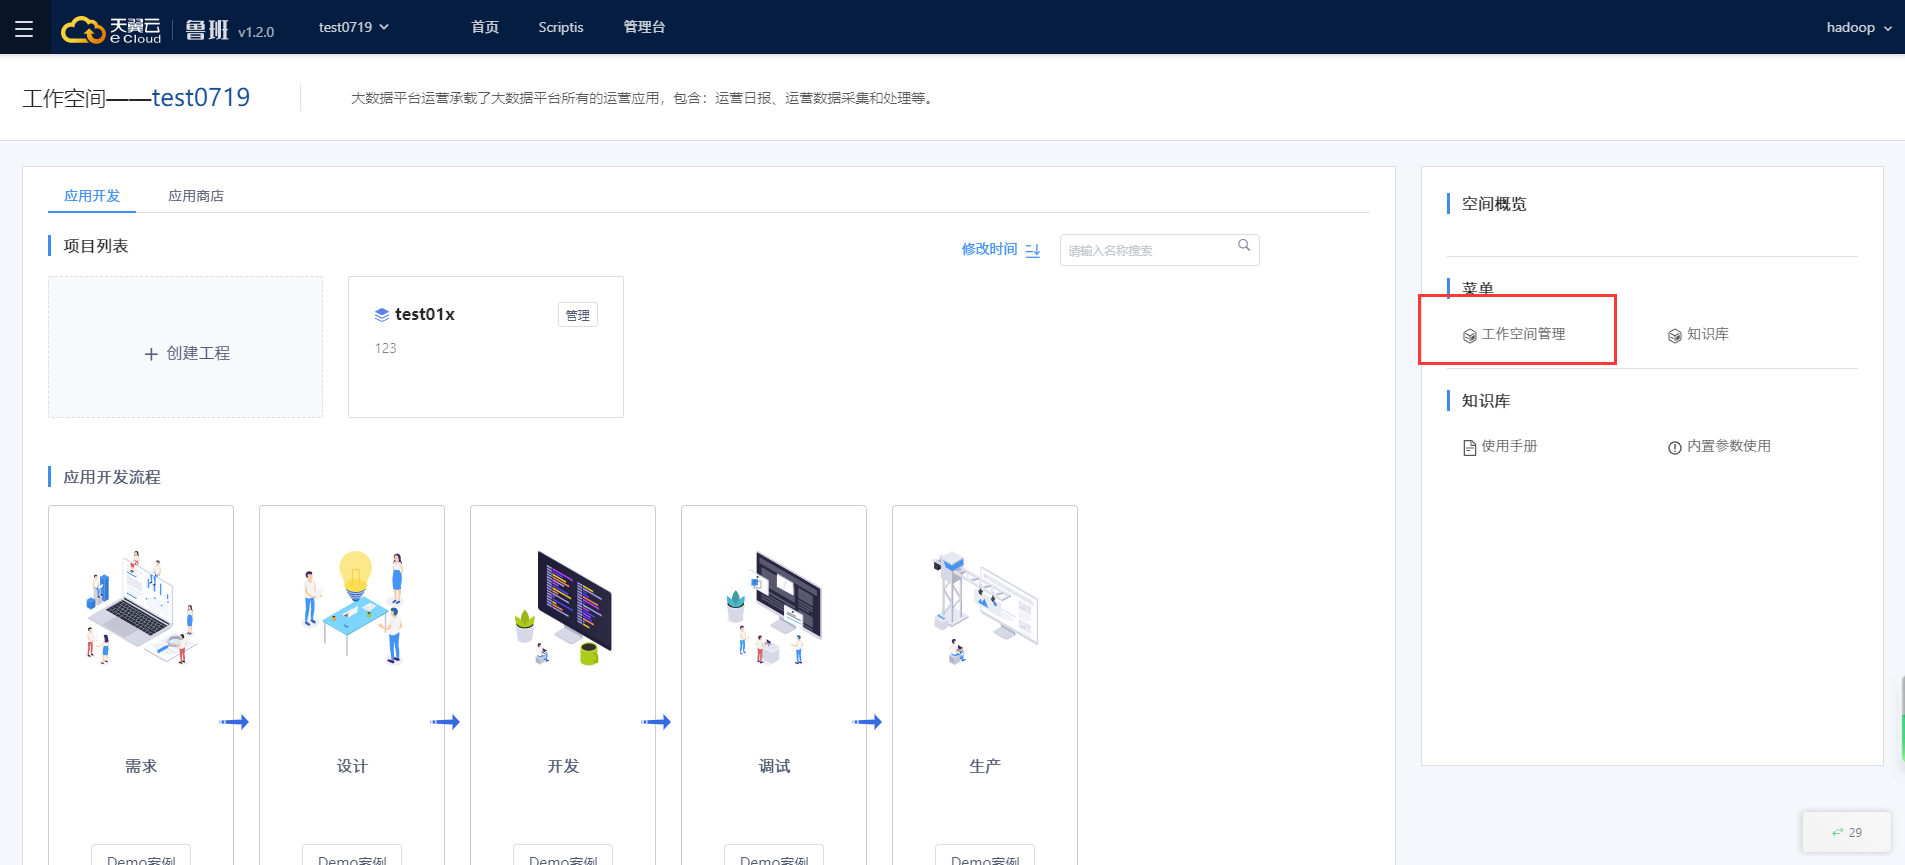 天翼云
e Cloud
鲁班 v1.2.0
test0719
首页
Scriptis
管理台
hadoop
工作空间——test0719
大数据平台运营承载了大数据平台所有的运营应用，包含：运营日报、运营数据采集和处理等。
应用开发
应用商店
项目列表
修改时间
请输入名称搜索
创建工程
test01x
管理
123
应用开发流程
需求
设计
开发
调试
生产
Demo案例
Demo案例
Demo案例
Demo案例
Demo案例
空间概览
菜单
工作空间管理
知识库
知识库
使用手册
内置参数使用
29